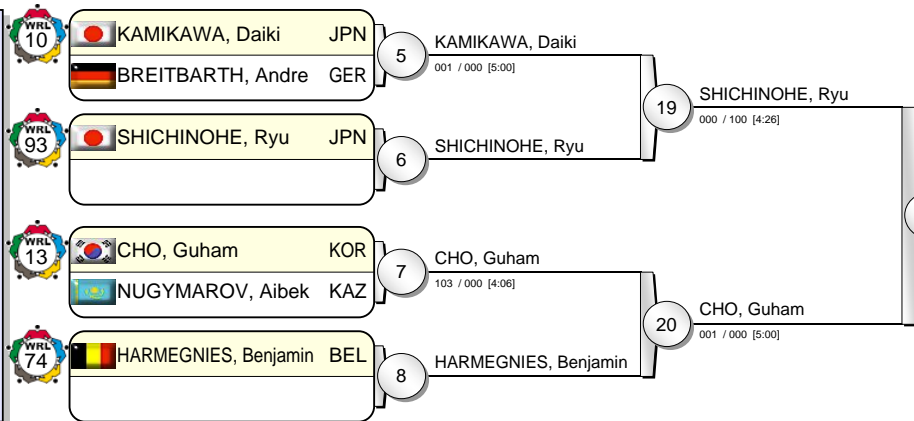 WRL
10
KAMIKAWA, Daiki JPN
BREITBARTH, Andre GER
5
KAMIKAWA, Daiki
001 / 000 [5:00]
WRL
93
SHICHINOHE, Ryu JPN
6
SHICHINOHE, Ryu
19
SHICHINOHE, Ryu
000 / 100 [4:26]
WRL
13
CHO, Guham KOR
NUGYMAROV, Aibek KAZ
7
CHO, Guham
103 / 000 [4:06]
WRL
74
HARMEGNIES, Benjamin BEL
8
HARMEGNIES, Benjamin
20
CHO, Guham
001 / 000 [5:00]